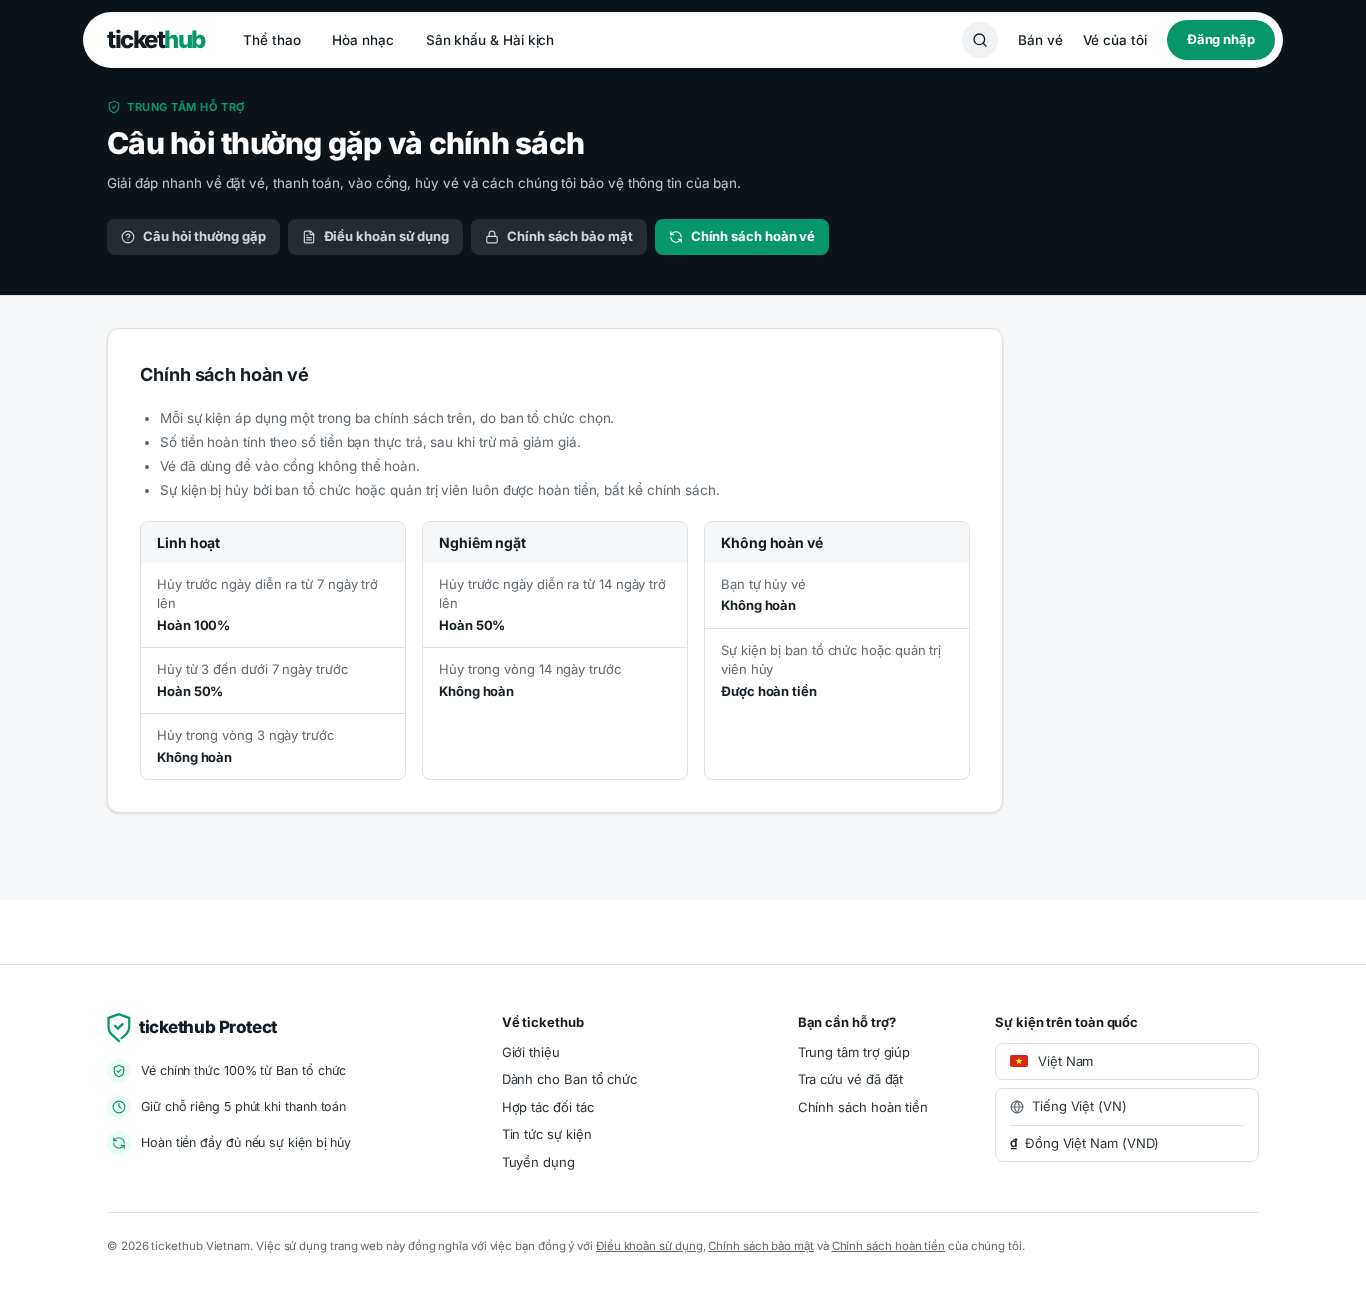 tickethub
Thể thao
Hòa nhạc
Sân khấu & Hài kịch
Bán vé
Vé của tôi
Đăng nhập
TRUNG TÂM HỖ TRỢ
Câu hỏi thường gặp và chính sách
Giải đáp nhanh về đặt vé, thanh toán, vào cổng, hủy vé và cách chúng tôi bảo vệ thông tin của bạn.
Câu hỏi thường gặp
Điều khoản sử dụng
Chính sách bảo mật
Chính sách hoàn vé
Chính sách hoàn vé
Mỗi sự kiện áp dụng một trong ba chính sách trên, do ban tổ chức chọn.
Số tiền hoàn tính theo số tiền bạn thực trả, sau khi trừ mã giảm giá.
Vé đã dùng để vào cổng không thể hoàn.
Sự kiện bị hủy bởi ban tổ chức hoặc quản trị viên luôn được hoàn tiền, bất kể chính sách.
Linh hoạt
Hủy trước ngày diễn ra từ 7 ngày trở
lên
Hoàn 100%
Hủy từ 3 đến dưới 7 ngày trước
Hoàn 50%
Hủy trong vòng 3 ngày trước
Không hoàn
Nghiêm ngặt
Hủy trước ngày diễn ra từ 14 ngày trở
lên
Hoàn 50%
Hủy trong vòng 14 ngày trước
Không hoàn
Không hoàn vé
Bạn tự hủy vé
Không hoàn
Sự kiện bị ban tổ chức hoặc quản trị
viên hủy
Được hoàn tiền
tickethub Protect
Vé chính thức 100% từ Ban tổ chức
Giữ chỗ riêng 5 phút khi thanh toán
Hoàn tiền đầy đủ nếu sự kiện bị hủy
Về tickethub
Giới thiệu
Dành cho Ban tổ chức
Hợp tác đối tác
Tin tức sự kiện
Tuyển dụng
Bạn cần hỗ trợ?
Trung tâm trợ giúp
Tra cứu vé đã đặt
Chính sách hoàn tiền
Sự kiện trên toàn quốc
Việt Nam
Tiếng Việt (VN)
₫ Đồng Việt Nam (VND)
© 2026 tickethub Vietnam. Việc sử dụng trang web này đồng nghĩa với việc bạn đồng ý với Điều khoản sử dụng, Chính sách bảo mật và Chính sách hoàn tiền của chúng tôi.